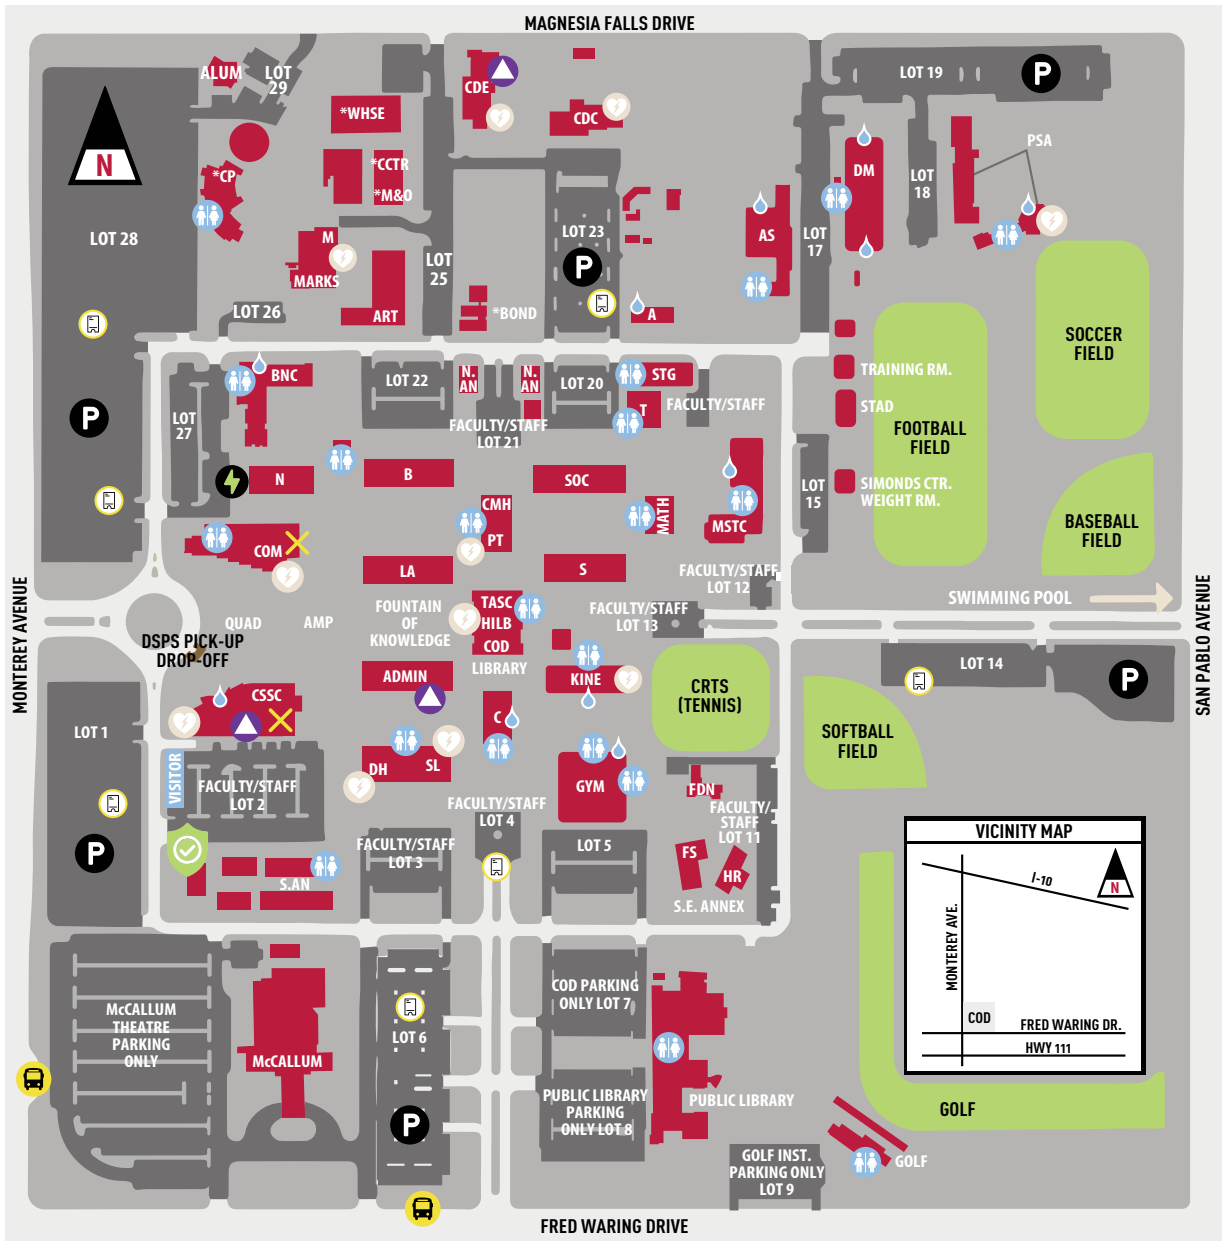 MAGNESIA FALLS DRIVE
ALUM
LOT
29
CDE
LOT 19
P
*WHSE
CDC
PSA
N
*CP
*CCTR
*M&O
DM
LOT
18
LOT 28
M
MARKS
LOT
25
LOT 23
P
AS
LOT
17
LOT 26
ART
*BOND
A
SOCCER
FIELD
BNC
LOT 22
N.
AN
N.
AN
LOT 20
STG
TRAINING RM.
P
LOT
27
FACULTY/STAFF
LOT 21
T
FACULTY/STAFF
STAD
FOOTBALL
FIELD
N
B
SOC
LOT
15
SIMONDS CTR.
WEIGHT RM.
CMH
PT
MATH
MSTC
BASEBALL
FIELD
COM
LA
S
FACULTY/STAFF
LOT 12
SWIMMING POOL
MONTEREY AVENUE
SAN PABLO AVENUE
QUAD
AMP
FOUNTAIN
OF
KNOWLEDGE
TASC
HILB
COD
LIBRARY
FACULTY/STAFF
LOT 13
DSPS PICK-UP
DROP-OFF
ADMIN
KINE
CRTS
(TENNIS)
LOT 14
P
CSSC
C
LOT 1
SOFTBALL
FIELD
VISITOR
FACULTY/STAFF
LOT 2
DH
SL
GYM
FDN
FACULTY/STAFF
LOT 4
FACULTY/
STAFF
LOT 11
P
FACULTY/STAFF
LOT 3
LOT 5
FS
HR
S.AN
S.E. ANNEX
VICINITY MAP
I-10
N
MONTEREY AVE.
COD
FRED WARING DR.
HWY 111
McCALLUM
THEATRE
PARKING
ONLY
McCALLUM
LOT 6
P
COD PARKING
ONLY LOT 7
PUBLIC LIBRARY
PARKING
ONLY LOT 8
PUBLIC LIBRARY
GOLF
GOLF INST.
PARKING ONLY
LOT 9
GOLF
FRED WARING DRIVE